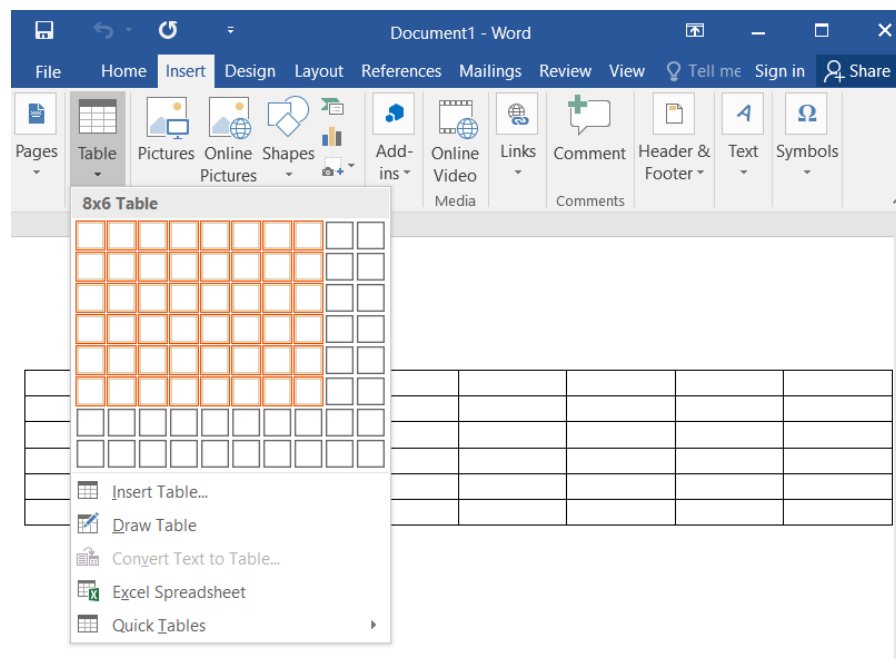 Document1 - Word
File Home Insert Design Layout References Mailings Review View Tell me Sign in Share
Pages Table Pictures Online Pictures Shapes Add-ins Online Video Links Comment Header & Footer Text Symbols
Media Comments
8x6 Table
Insert Table...
Draw Table
Convert Text to Table...
Excel Spreadsheet
Quick Tables